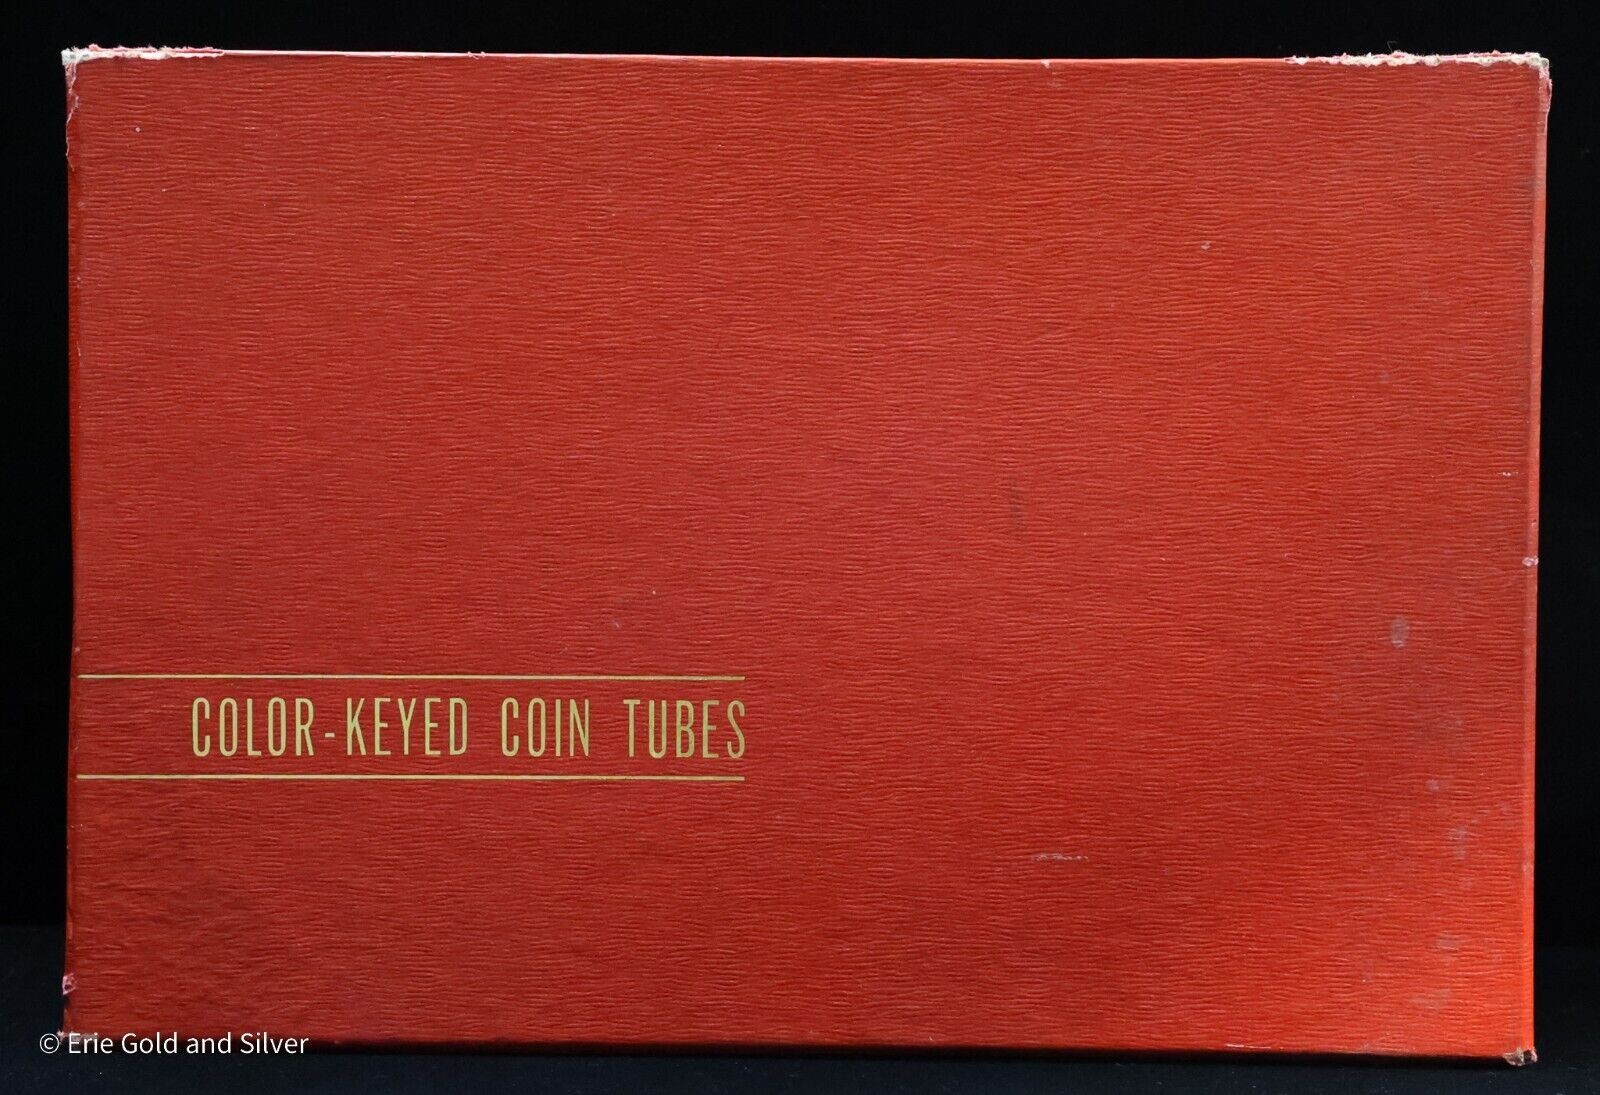 COLOR-KEYED COIN TUBES
© Erie Gold and Silver